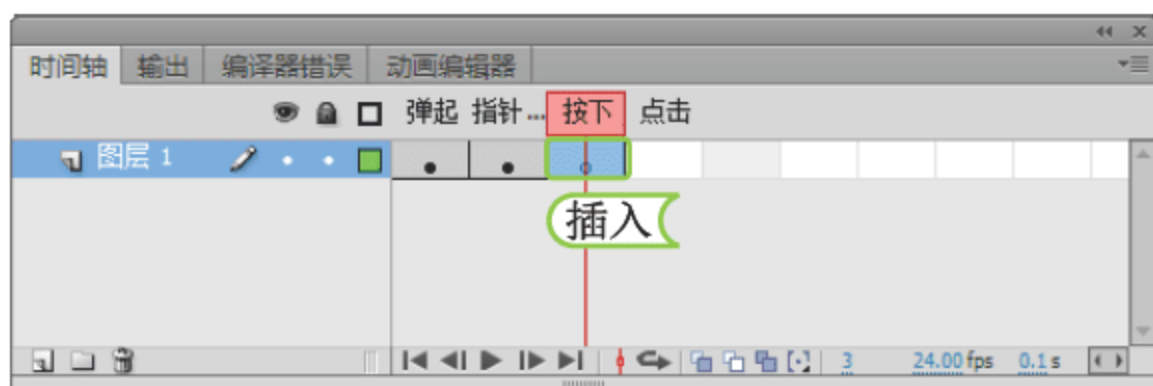 时间轴 输出 编译器错误 动画编辑器
弹起 指针... 按下 点击
图层 1
插入
3 24.00 fps 0.1 s